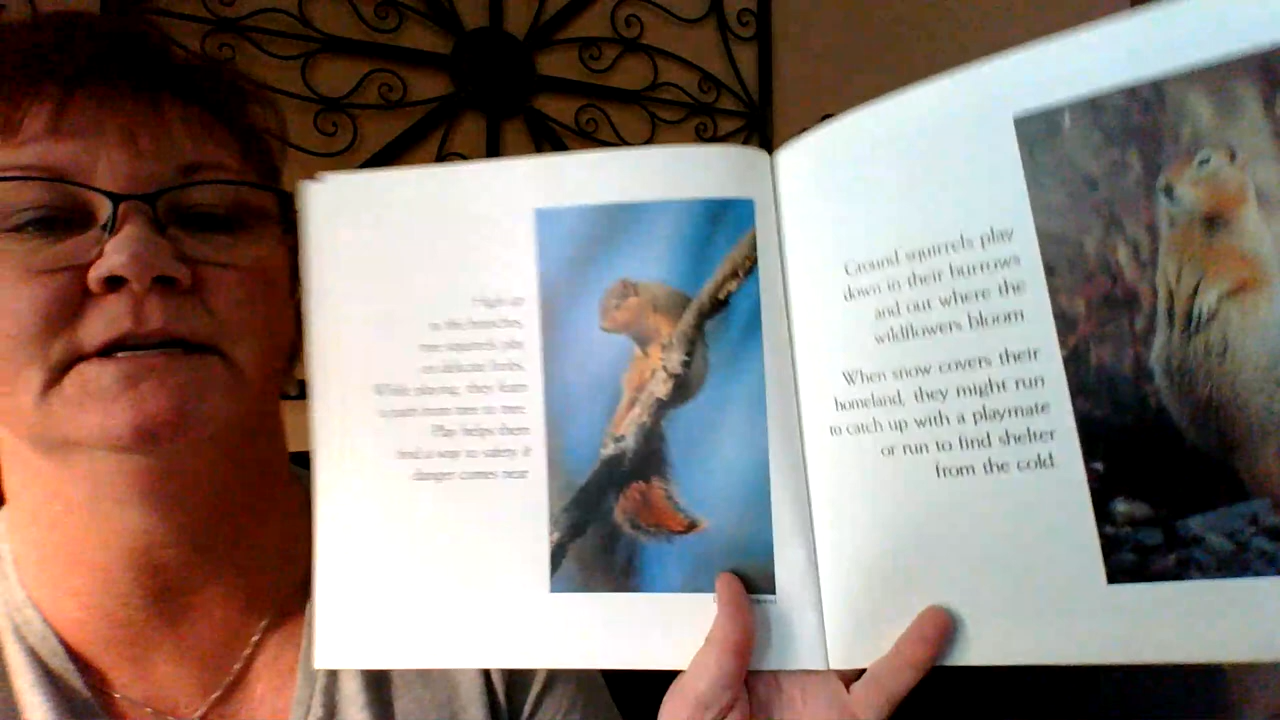 High up
in the branches,
tree squirrels play
on delicate limbs.
While playing, they learn
to jump from tree to tree.
Play helps them
find a way to safety if
danger comes near.
Ground squirrels play
down in their burrows
and out where the
wildflowers bloom
When snow covers their
homeland, they might run
to catch up with a playmate
or run to find shelter
from the cold.